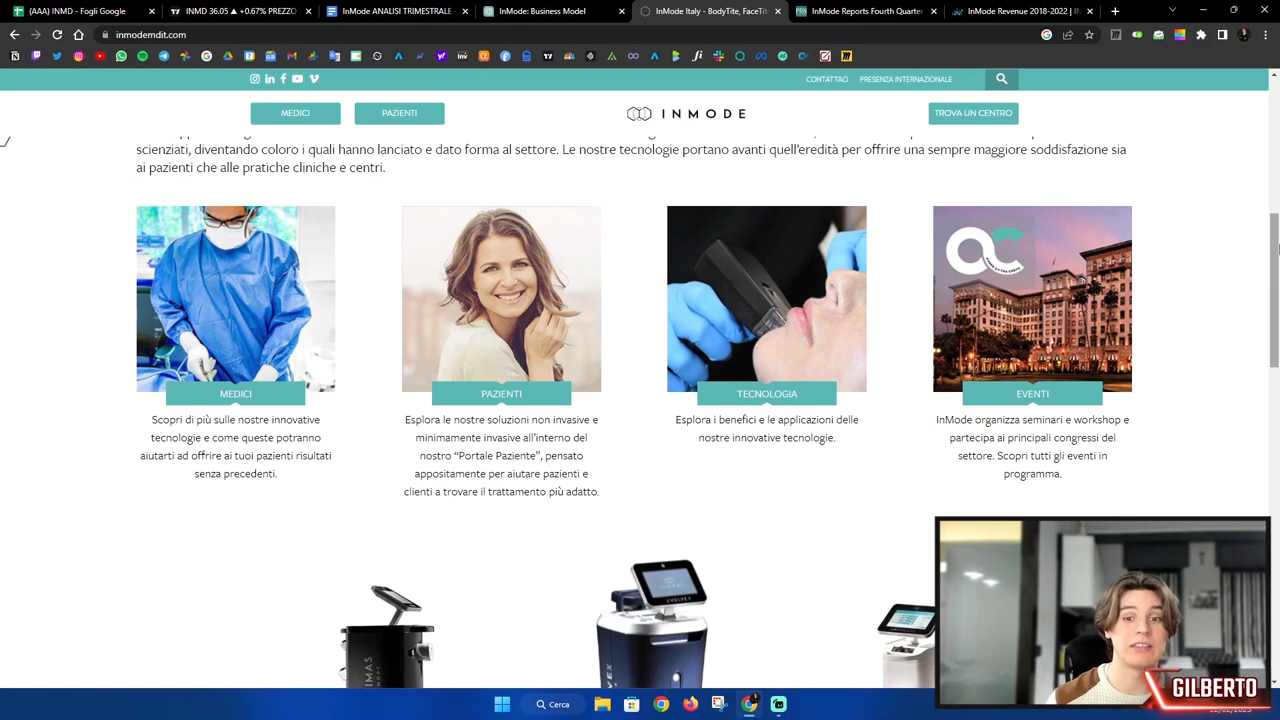 (AAA) INMD - Fogli Google
INMD 36.05 ▲ +0.67% PREZZO
InMode ANALISI TRIMESTRALE
InMode: Business Model
InMode Italy - BodyTite, FaceTite
InMode Reports Fourth Quarter
InMode Revenue 2018-2022 | IN
inmodemdit.com
CONTATTACI
PRESENZA INTERNAZIONALE
MEDICI
PAZIENTI
INMODE
TROVA UN CENTRO
scienziati, diventando coloro i quali hanno lanciato e dato forma al settore. Le nostre tecnologie portano avanti quell'eredità per offrire una sempre maggiore soddisfazione sia
ai pazienti che alle pratiche cliniche e centri.
MEDICI
Scopri di più sulle nostre innovative
tecnologie e come queste potranno
aiutarti ad offrire ai tuoi pazienti risultati
senza precedenti.
PAZIENTI
Esplora le nostre soluzioni non invasive e
minimamente invasive all'interno del
nostro “Portale Paziente”, pensato
appositamente per aiutare pazienti e
clienti a trovare il trattamento più adatto.
TECNOLOGIA
Esplora i benefici e le applicazioni delle
nostre innovative tecnologie.
EVENTI
InMode organizza seminari e workshop e
partecipa ai principali congressi del
settore. Scopri tutti gli eventi in
programma.
EVOLVEX
Cerca
GILBERTO